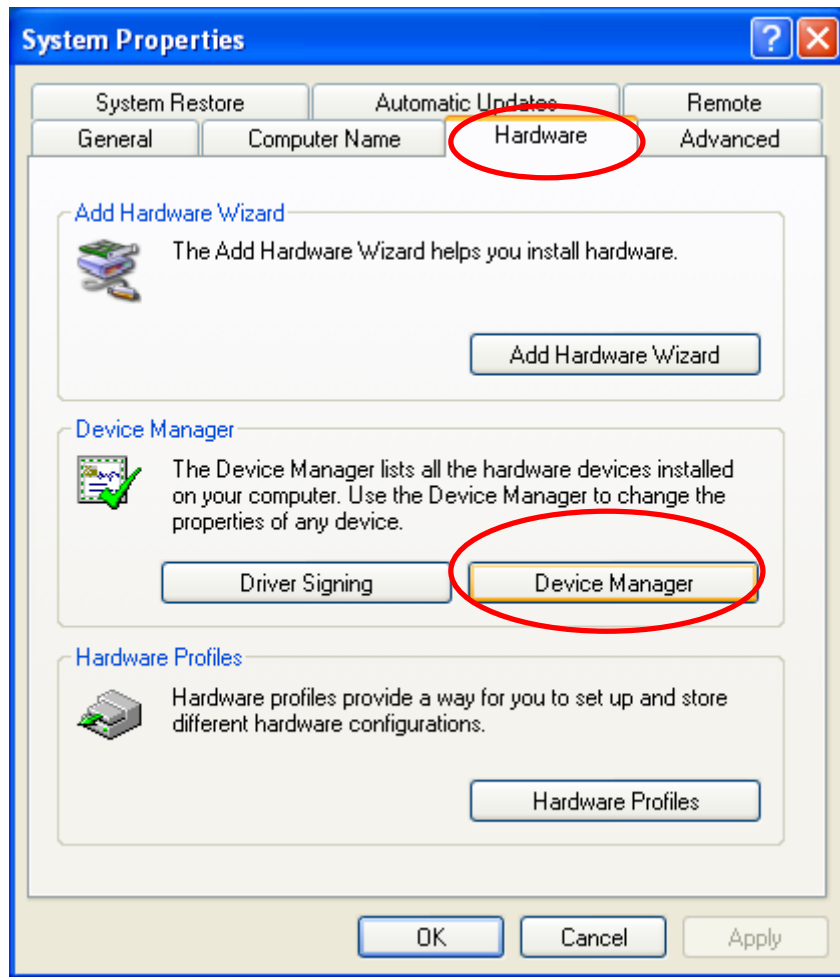 System Properties
System Restore Automatic Updates Remote
General Computer Name Hardware Advanced
Add Hardware Wizard
The Add Hardware Wizard helps you install hardware.
Add Hardware Wizard
Device Manager
The Device Manager lists all the hardware devices installed
on your computer. Use the Device Manager to change the
properties of any device.
Driver Signing Device Manager
Hardware Profiles
Hardware profiles provide a way for you to set up and store
different hardware configurations.
Hardware Profiles
OK Cancel Apply